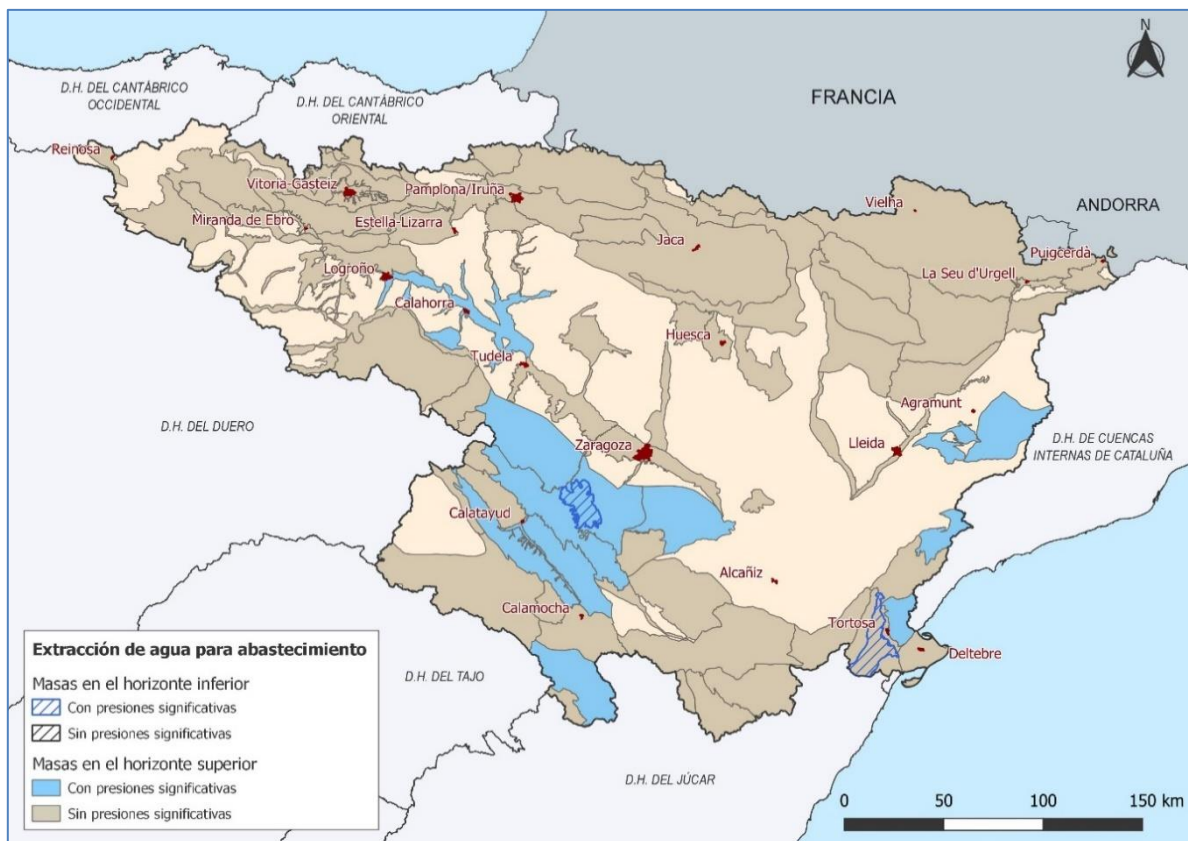 N
D.H. DEL CANTÁBRICO
OCCIDENTAL
D.H. DEL CANTÁBRICO
ORIENTAL
FRANCIA
Reinosa
Vitoria-Gasteiz
Pamplona/Iruña
Vielha
ANDORRA
Miranda de Ebro
Estella-Lizarra
Jaca
Puigcerdà
La Seu d'Urgell
Logroño
Calahorra
Huesca
Tudela
Agramunt
D.H. DEL DUERO
Zaragoza
Lleida
D.H. DE CUENCAS
INTERNAS DE CATALUÑA
Calatayud
Alcañiz
Calamocha
Tortosa
Deltebre
D.H. DEL TAJO
D.H. DEL JÚCAR
Extracción de agua para abastecimiento
Masas en el horizonte inferior
Con presiones significativas
Sin presiones significativas
Masas en el horizonte superior
Con presiones significativas
Sin presiones significativas
0 50 100 150 km